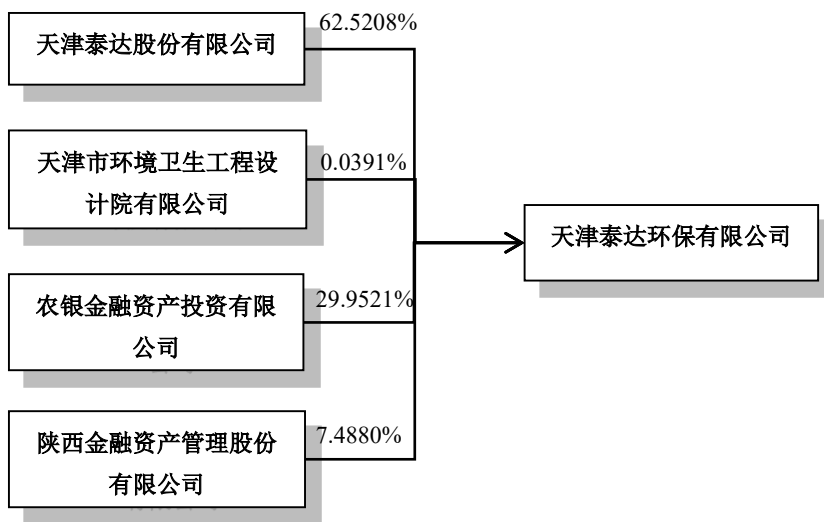 62.5208%
天津泰达股份有限公司
天津市环境卫生工程设
计院有限公司
0.0391%
天津泰达环保有限公司
农银金融资产投资有限
公司
29.9521%
陕西金融资产管理股份
有限公司
7.4880%